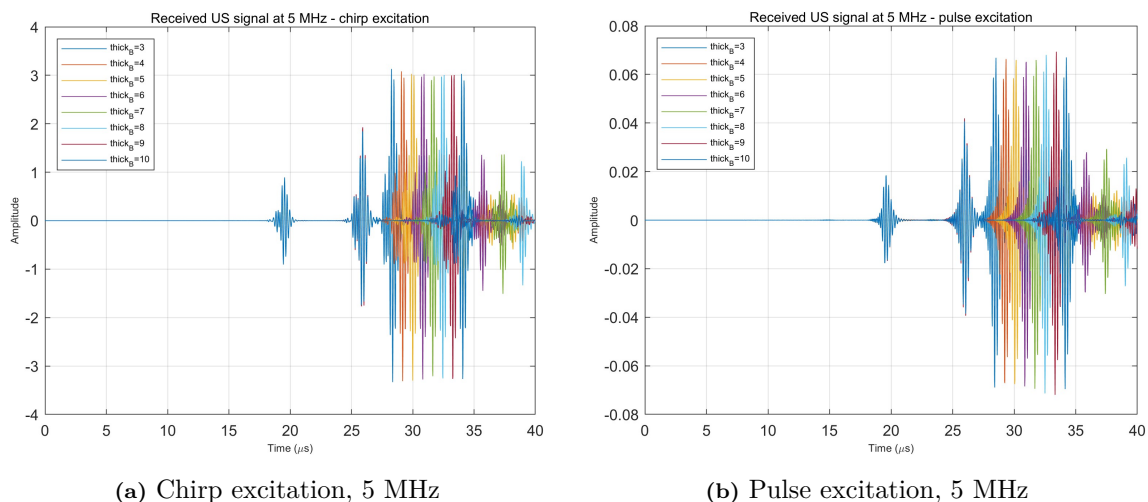 Received US signal at 5 MHz - chirp excitation
4
3
2
1
0
-1
-2
-3
-4
Amplitude
thick_B=3
thick_B=4
thick_B=5
thick_B=6
thick_B=7
thick_B=8
thick_B=9
thick_B=10
0 5 10 15 20 25 30 35 40
Time (μs)
(a) Chirp excitation, 5 MHz
Received US signal at 5 MHz - pulse excitation
0.08
0.06
0.04
0.02
0
-0.02
-0.04
-0.06
-0.08
Amplitude
thick_B=3
thick_B=4
thick_B=5
thick_B=6
thick_B=7
thick_B=8
thick_B=9
thick_B=10
0 5 10 15 20 25 30 35 40
Time (μs)
(b) Pulse excitation, 5 MHz